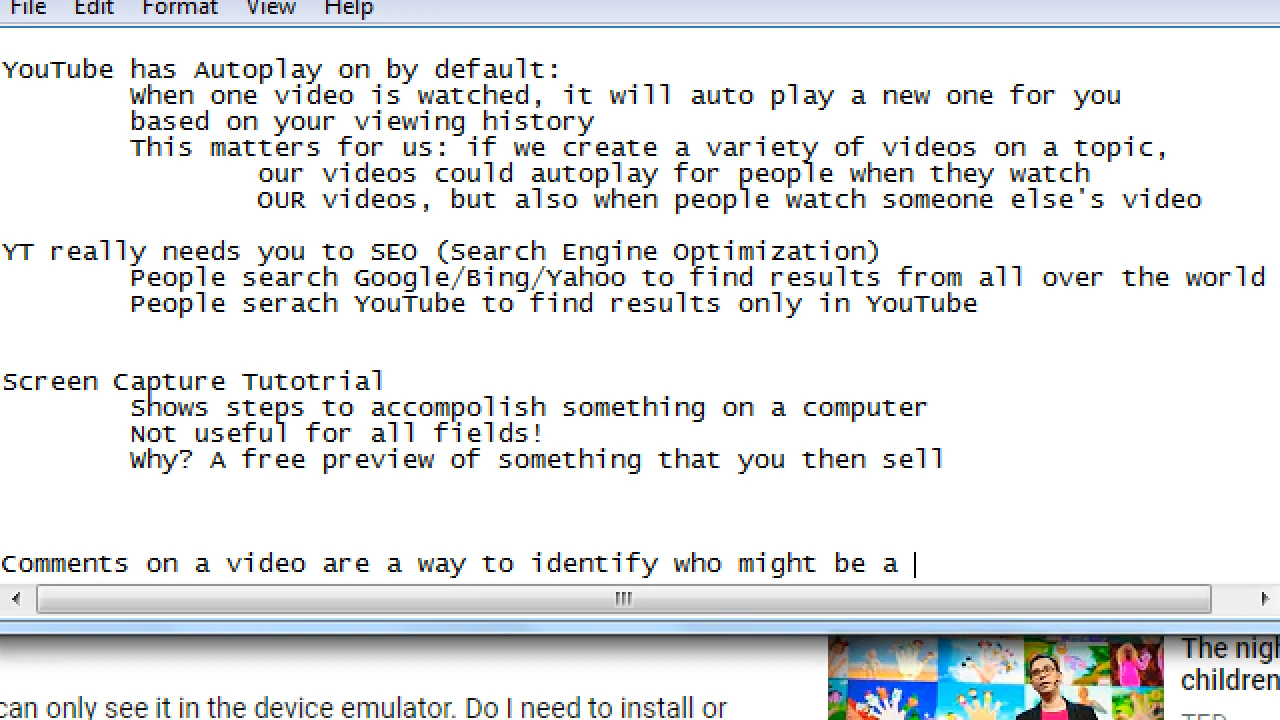 File Edit Format View Help
YouTube has Autoplay on by default:
When one video is watched, it will auto play a new one for you
based on your viewing history
This matters for us: if we create a variety of videos on a topic,
our videos could autoplay for people when they watch
OUR videos, but also when people watch someone else's video
YT really needs you to SEO (Search Engine Optimization)
People search Google/Bing/Yahoo to find results from all over the world
People serach YouTube to find results only in YouTube
Screen Capture Tutotrial
Shows steps to accompolish something on a computer
Not useful for all fields!
Why? A free preview of something that you then sell
Comments on a video are a way to identify who might be a
can only see it in the device emulator. Do I need to install or
The nigh
children
TED